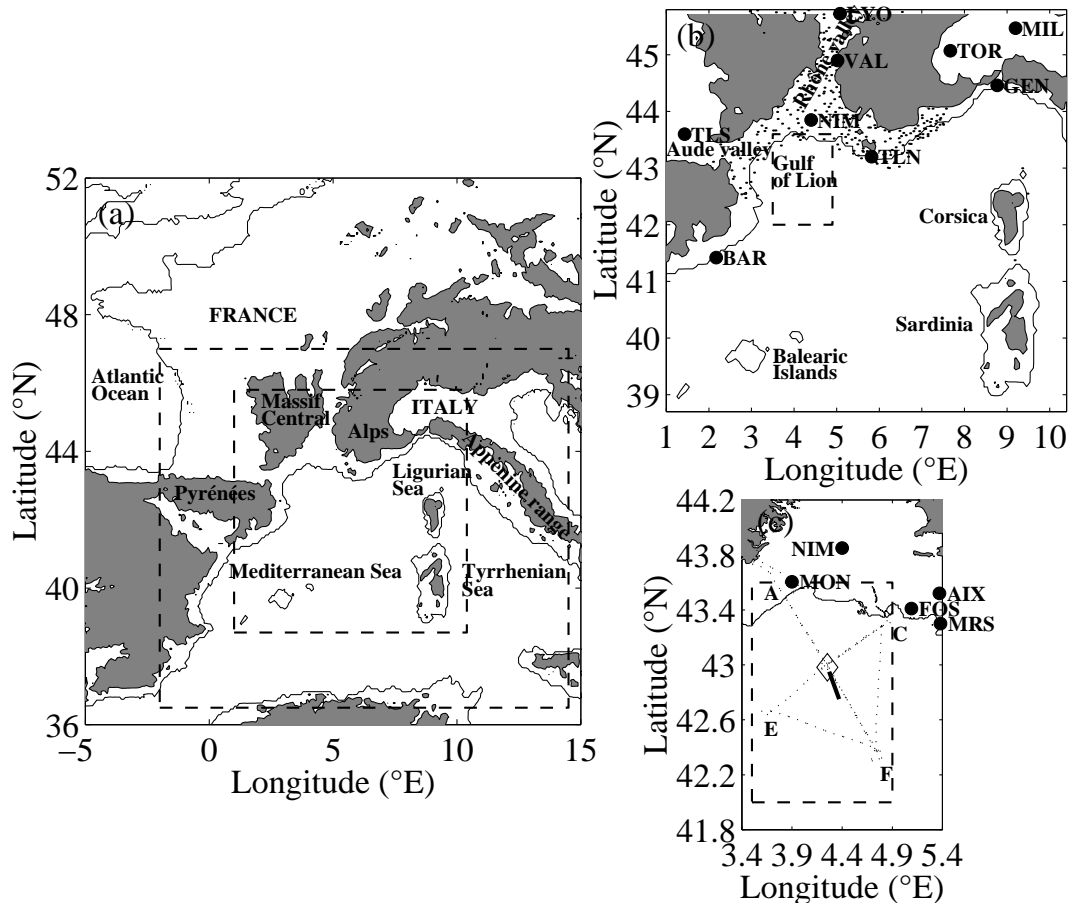 (a)
52
48
44
40
36
−5
0
5
10
15
Latitude (°N)
Longitude (°E)
FRANCE
Atlantic
Ocean
Massif
Central
ITALY
Alps
Appenine range
Ligurian
Sea
Pyrénées
Mediterranean Sea
Tyrrhenian
Sea
(b)
45
44
43
42
41
40
39
1
2
3
4
5
6
7
8
9
10
Latitude (°N)
Longitude (°E)
LYO
MIL
TOR
VAL
Rhône valley
GEN
NIM
TLS
Aude valley
TLN
Gulf
of Lion
Corsica
BAR
Sardinia
Balearic
Islands
(c)
44.2
43.8
43.4
43
42.6
42.2
41.8
3.4
3.9
4.4
4.9
5.4
Latitude (°N)
Longitude (°E)
NIM
MON
A
AIX
FOS
MRS
C
E
F